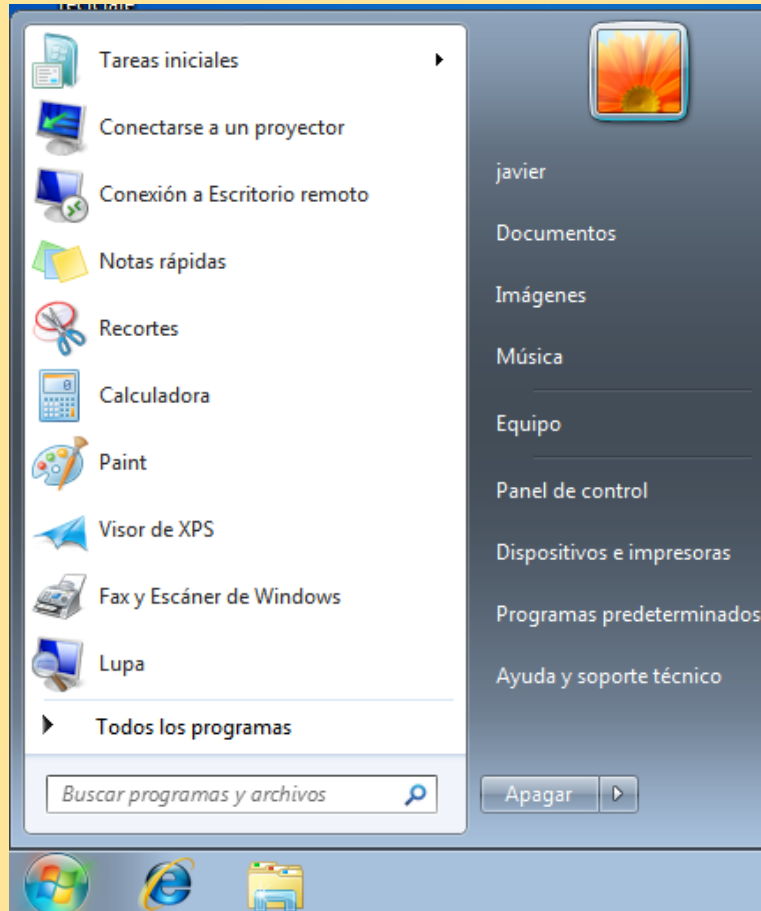 Tareas iniciales
Conectarse a un proyector
Conexión a Escritorio remoto
Notas rápidas
Recortes
Calculadora
Paint
Visor de XPS
Fax y Escáner de Windows
Lupa
Todos los programas
Buscar programas y archivos
javier
Documentos
Imágenes
Música
Equipo
Panel de control
Dispositivos e impresoras
Programas predeterminados
Ayuda y soporte técnico
Apagar